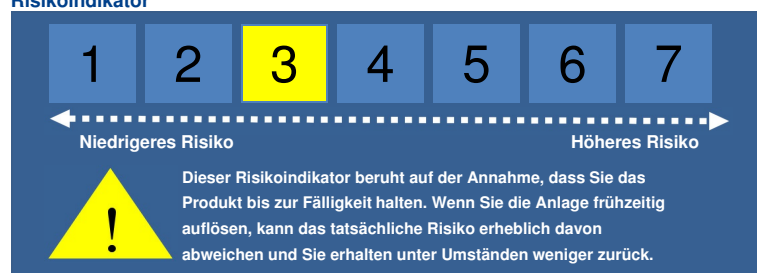 Risikoindikator
1 2 3 4 5 6 7
Niedrigeres Risiko Höheres Risiko
Dieser Risikoindikator beruht auf der Annahme, dass Sie das
Produkt bis zur Fälligkeit halten. Wenn Sie die Anlage frühzeitig
auflösen, kann das tatsächliche Risiko erheblich davon
abweichen und Sie erhalten unter Umständen weniger zurück.
!